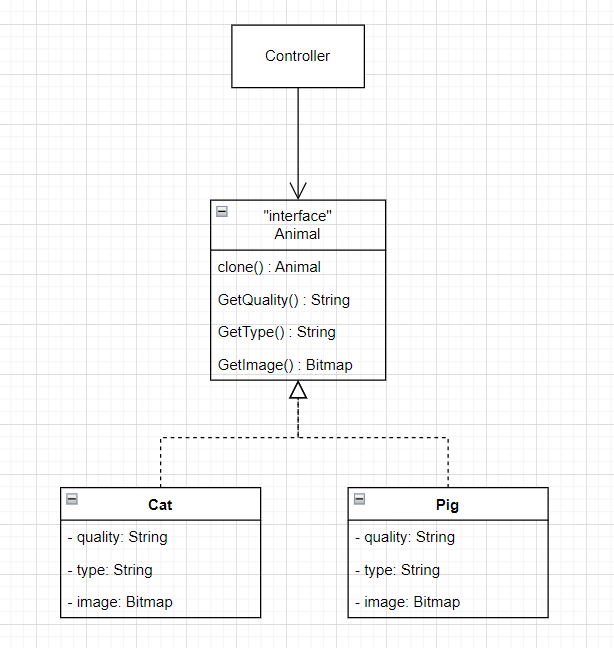 Controller
"interface"
Animal
clone() : Animal
GetQuality() : String
GetType() : String
GetImage() : Bitmap
Cat
- quality: String
- type: String
- image: Bitmap
Pig
- quality: String
- type: String
- image: Bitmap